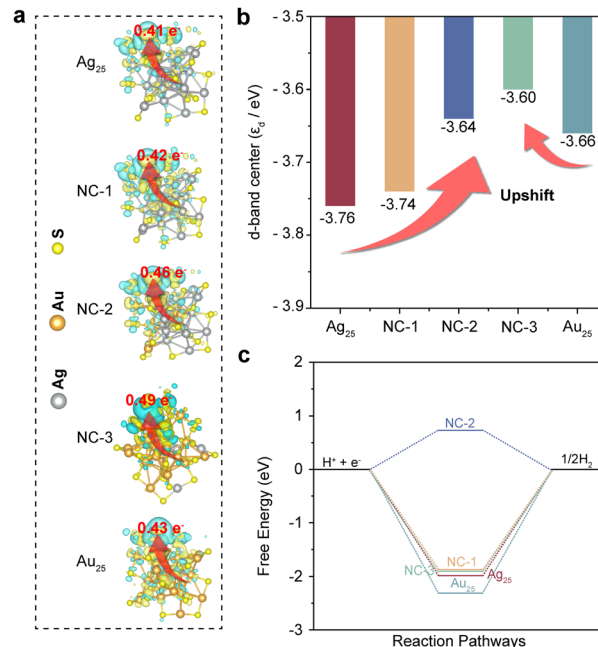 a
0.41 e⁻
Ag₂₅
0.42 e⁻
NC-1
S
Au
Ag
0.46 e⁻
NC-2
0.49 e⁻
NC-3
0.43 e⁻
Au₂₅
b
d-band center (ε_d / eV)
-3.5
-3.6
-3.7
-3.8
-3.9
-3.76
-3.74
-3.64
-3.60
-3.66
Upshift
Ag₂₅ NC-1 NC-2 NC-3 Au₂₅
c
Free Energy (eV)
2
1
0
-1
-2
-3
NC-2
H⁺ + e⁻
1/2H₂
NC-1
NC-3
Ag₂₅
Au₂₅
Reaction Pathways